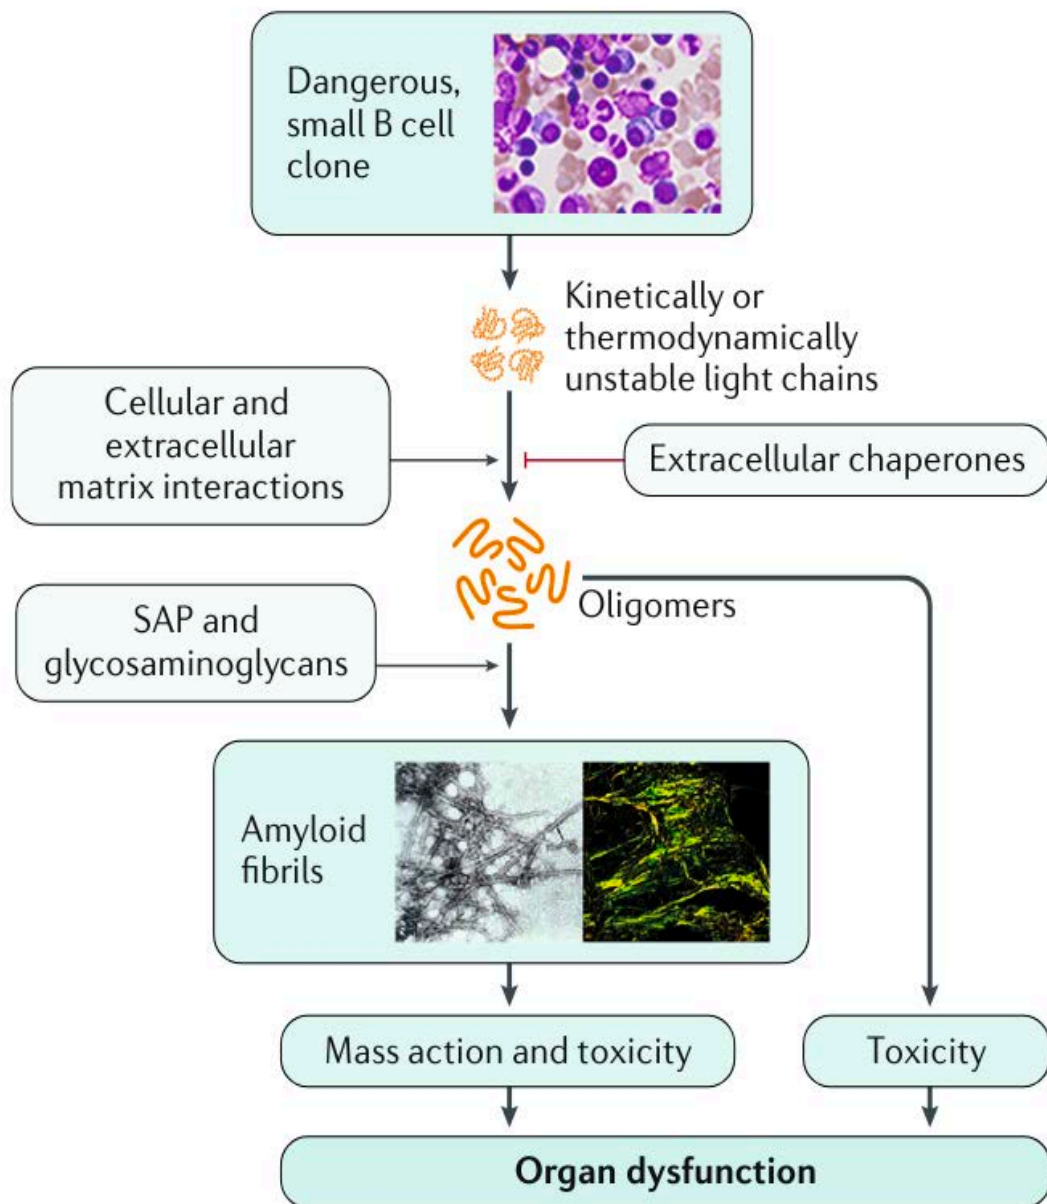 Dangerous,
small B cell
clone
Kinetically or
thermodynamically
unstable light chains
Cellular and
extracellular
matrix interactions
Extracellular chaperones
Oligomers
SAP and
glycosaminoglycans
Amyloid
fibrils
Mass action and toxicity
Toxicity
Organ dysfunction